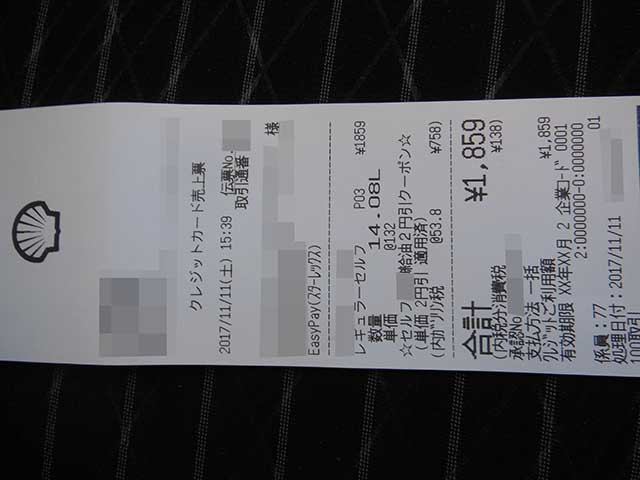 クレジットカード売上票
2017/11/11(土) 15:39 伝票No.
取引通番
様
EasyPay(スターレックス)
レギュラーセルフ P03 ¥1859
数量 14.08L
単価 @132
☆セルフ 給油2円引クーポン☆
(単価 2円引 適用済)
(内ガソリン税 @53.8 ¥758)
合計 ¥1,859
(内税分消費税 ¥138)
承認No
支払方法 一括
クレジットご利用額 ¥1,859
有効期限 XX年XX月 2 企業コード 0001
2:0000000-0:0000000
係員:77 01
処理日付:2017/11/11